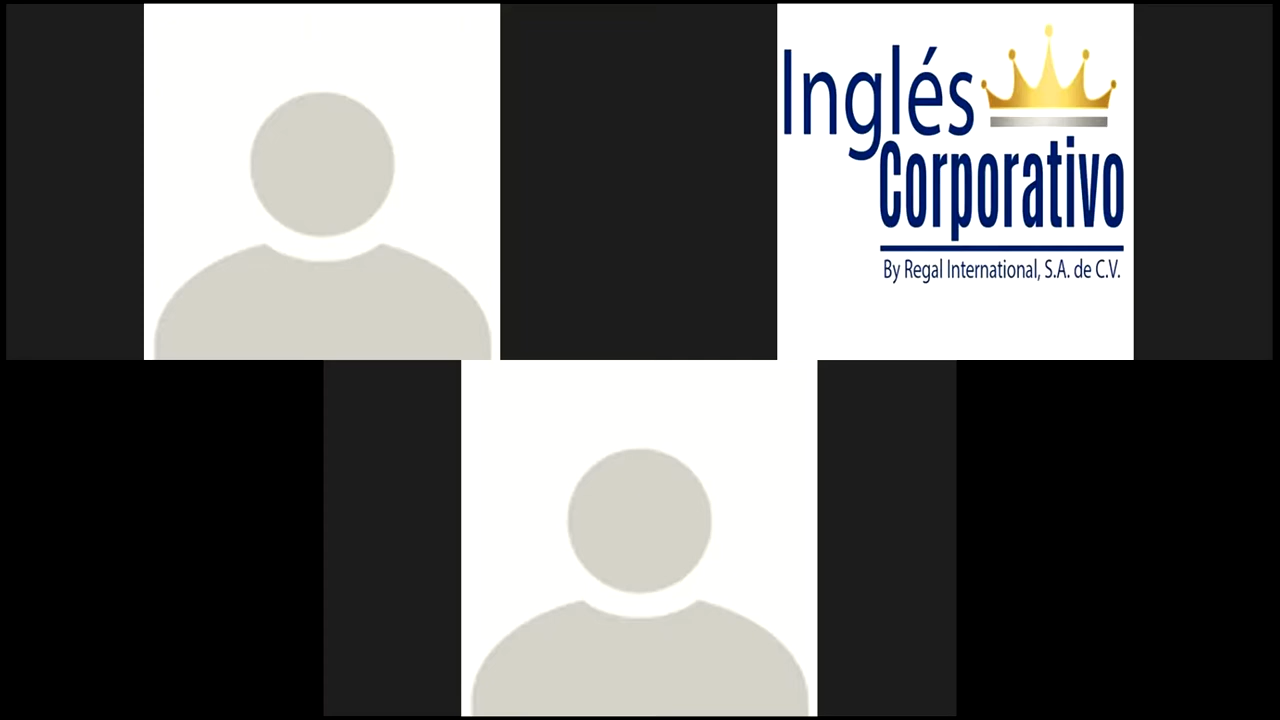 Inglés
Corporativo
By Regal International, S.A. de C.V.